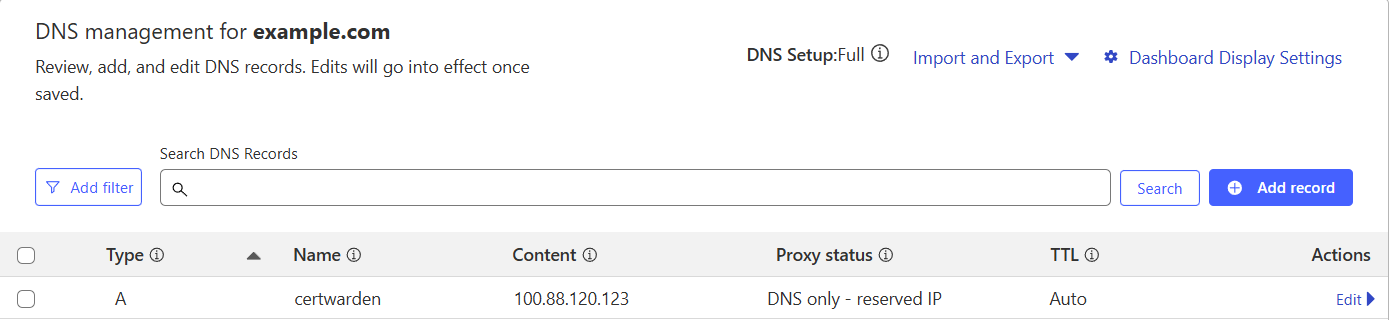 DNS management for example.com
Review, add, and edit DNS records. Edits will go into effect once
saved.
DNS Setup:Full
Import and Export
Dashboard Display Settings
Search DNS Records
Add filter
Search
Add record
Type Name Content Proxy status TTL Actions
A certwarden 100.88.120.123 DNS only - reserved IP Auto Edit